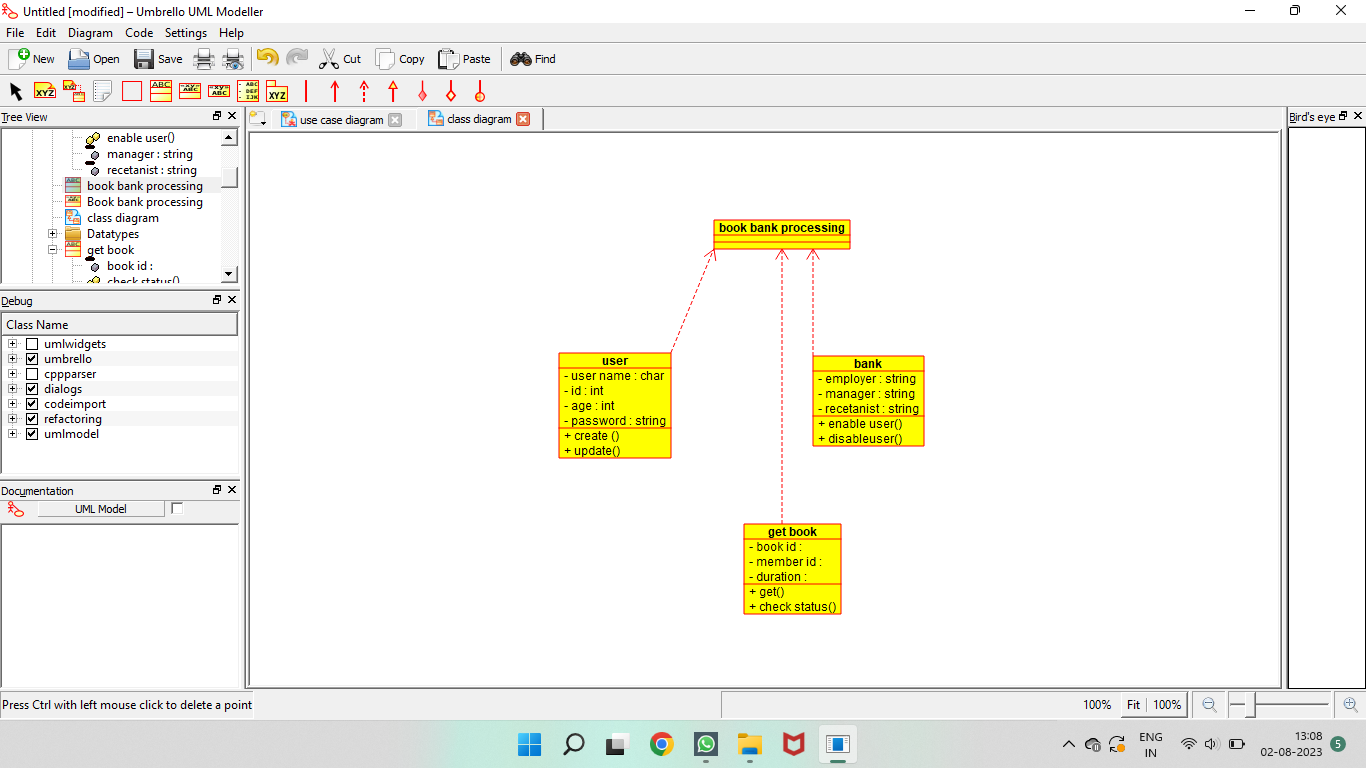 Untitled [modified] – Umbrello UML Modeller
File Edit Diagram Code Settings Help
New Open Save Cut Copy Paste Find
Tree View
use case diagram
class diagram
Bird's eye
enable user()
manager : string
recetanist : string
book bank processing
Book bank processing
class diagram
Datatypes
get book
book id :
check status()
Debug
Class Name
umlwidgets
umbrello
cppparser
dialogs
codeimport
refactoring
umlmodel
Documentation
UML Model
book bank processing
user
- user name : char
- id : int
- age : int
- password : string
+ create ()
+ update()
bank
- employer : string
- manager : string
- recetanist : string
+ enable user()
+ disableuser()
get book
- book id :
- member id :
- duration :
+ get()
+ check status()
Press Ctrl with left mouse click to delete a point
100% Fit 100%
ENG
IN
13:08
02-08-2023
5